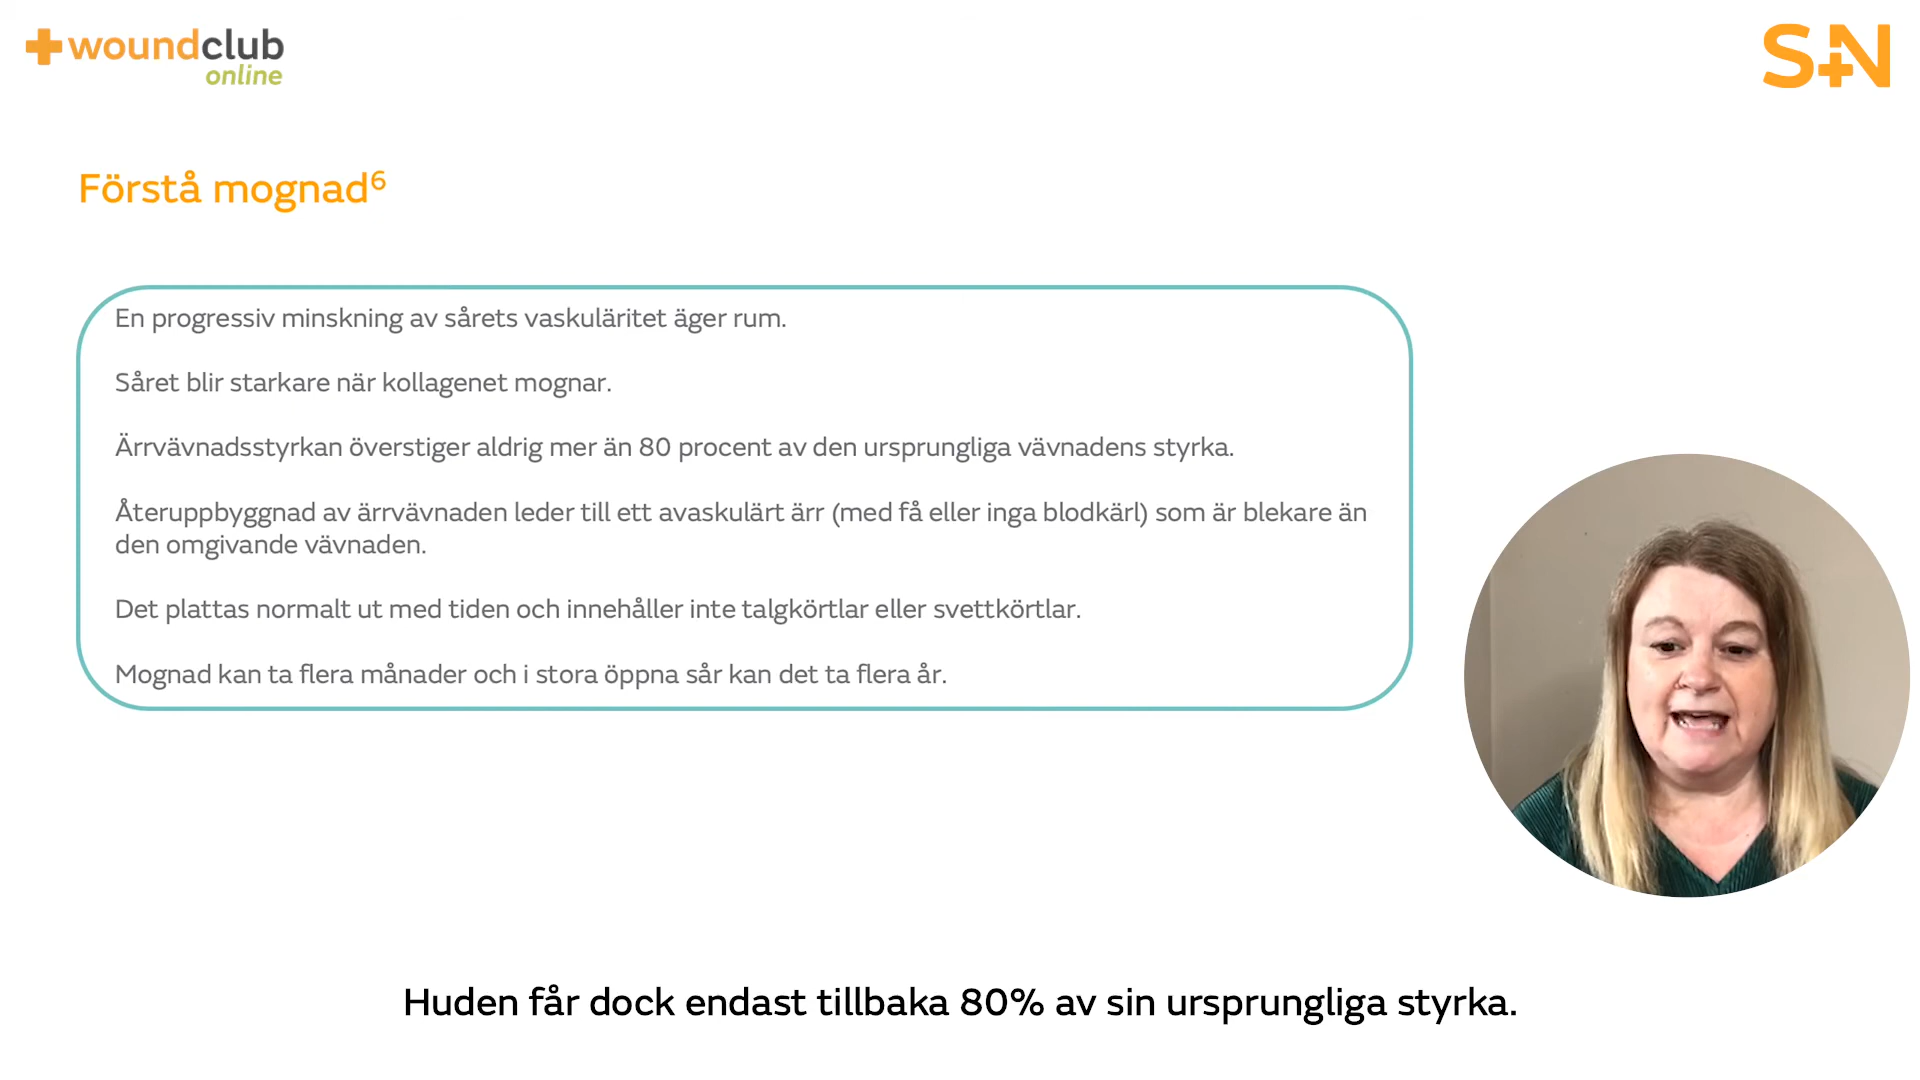 woundclub
online
S+N
Förstå mognad⁶
En progressiv minskning av sårets vaskuläritet äger rum.
Såret blir starkare när kollagenet mognar.
Ärrvävnadsstyrkan överstiger aldrig mer än 80 procent av den ursprungliga vävnadens styrka.
Återuppbyggnad av ärrvävnaden leder till ett avaskulärt ärr (med få eller inga blodkärl) som är blekare än
den omgivande vävnaden.
Det plattas normalt ut med tiden och innehåller inte talgkörtlar eller svettkörtlar.
Mognad kan ta flera månader och i stora öppna sår kan det ta flera år.
Huden får dock endast tillbaka 80% av sin ursprungliga styrka.